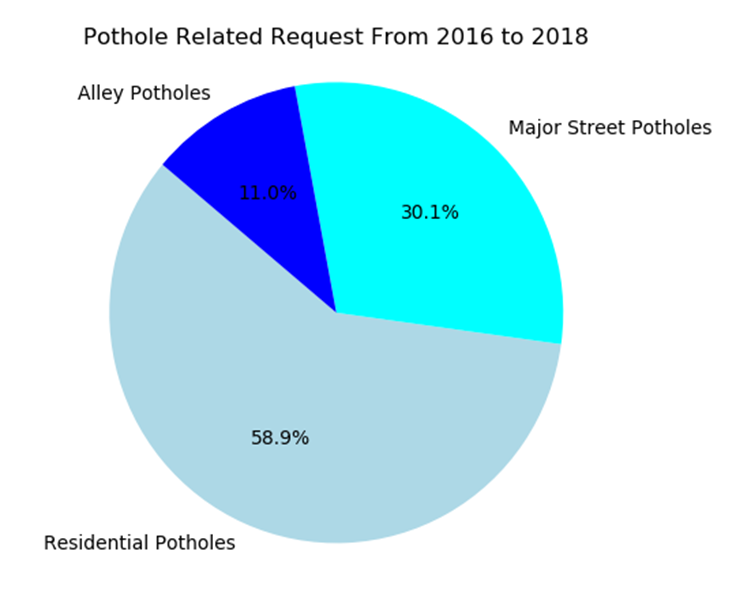 Pothole Related Request From 2016 to 2018
Alley Potholes
Major Street Potholes
11.0%
30.1%
58.9%
Residential Potholes